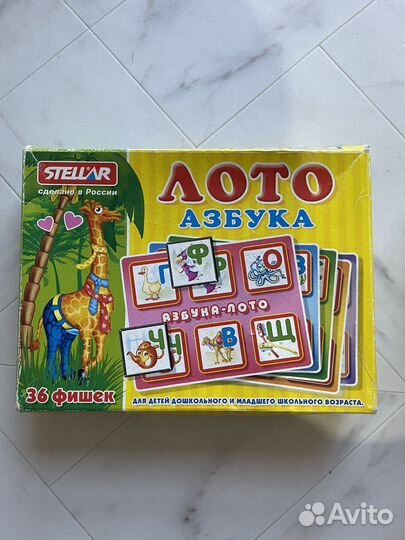 STELLAR
сделано в России
ЛОТО
АЗБУКА
Ф
О
З
АЗБУКА-ЛОТО
Ч
Ч
В
Щ
36 фишек
ДЛЯ ДЕТЕЙ ДОШКОЛЬНОГО И МЛАДШЕГО ШКОЛЬНОГО ВОЗРАСТА.
Avito